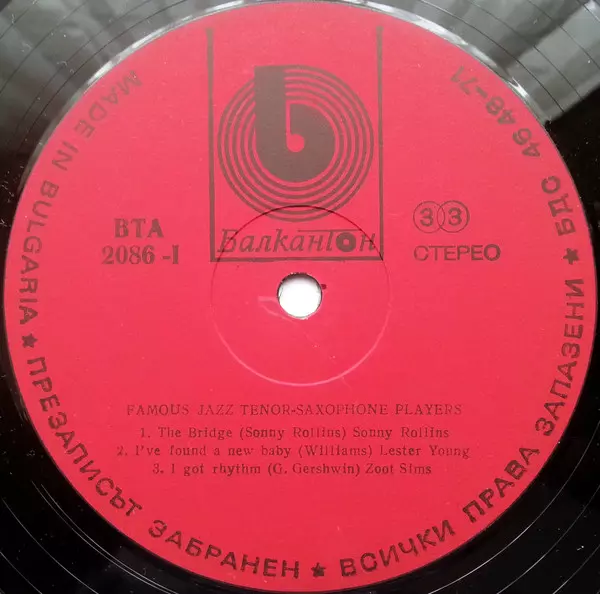 Балкантон
ВТА
2086 -I
33
СТЕРЕО
FAMOUS JAZZ TENOR-SAXOPHONE PLAYERS
1. The Bridge (Sonny Rollins) Sonny Rollins
2. I've found a new baby (Williams) Lester Young
3. I got rhythm (G. Gershwin) Zoot Sims
MADE IN BULGARIA ★ ПРЕЗАПИСЪТ ЗАБРАНЕН ★ ВСИЧКИ ПРАВА ЗАПАЗЕНИ ★ БДС 4648-71